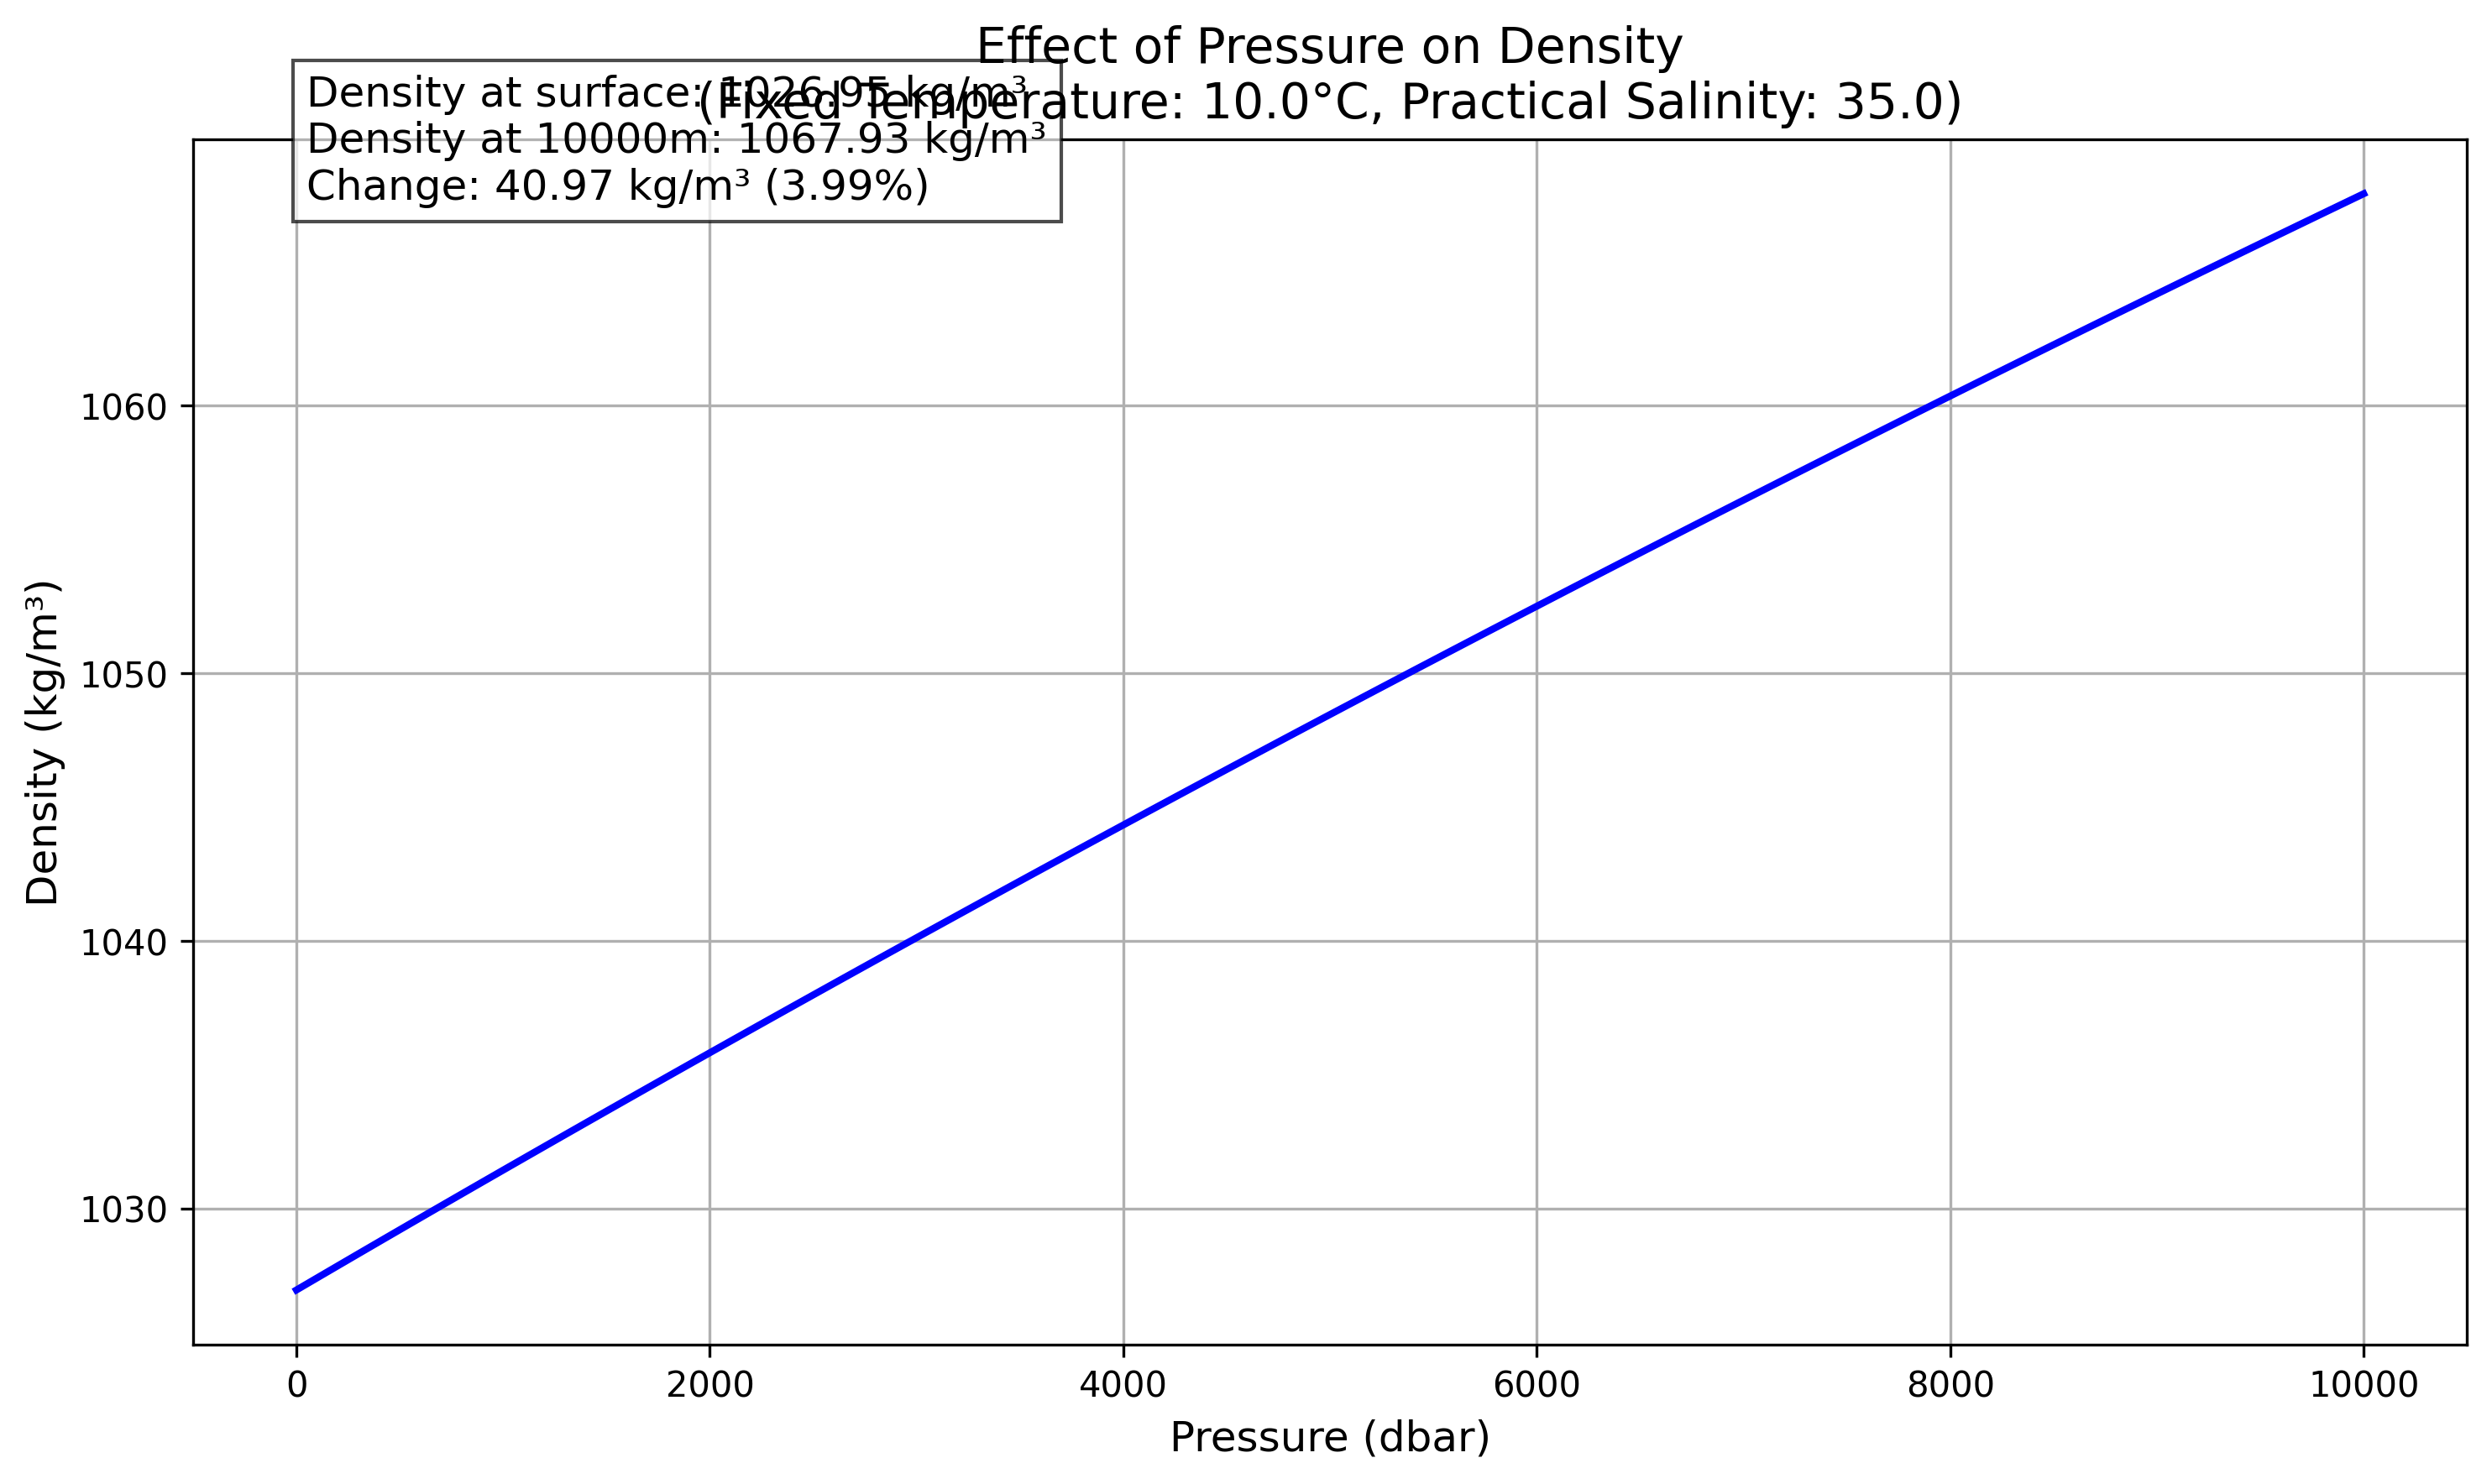 Effect of Pressure on Density
(Fixed Temperature: 10.0°C, Practical Salinity: 35.0)
Density at surface: 1026.95 kg/m³
Density at 10000m: 1067.93 kg/m³
Change: 40.97 kg/m³ (3.99%)
Density (kg/m³)
1060
1050
1040
1030
0
2000
4000
6000
8000
10000
Pressure (dbar)